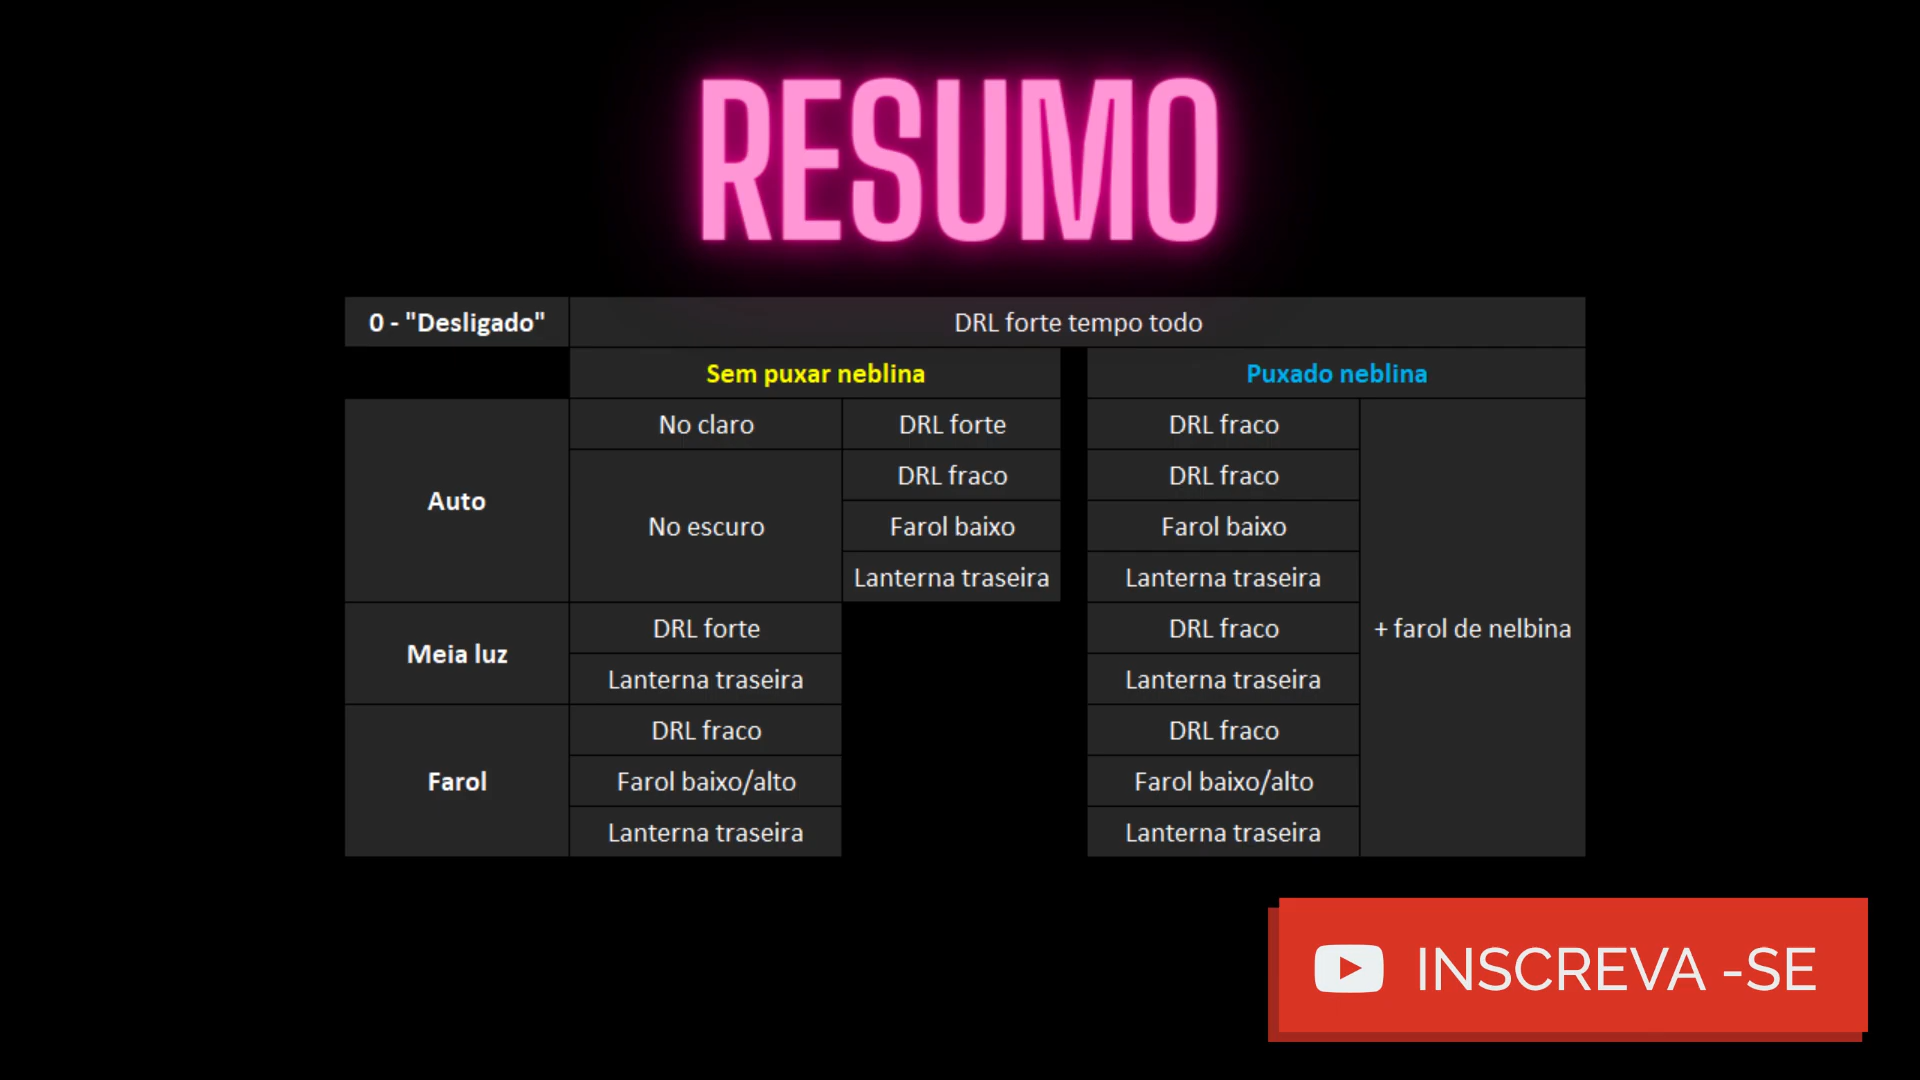 RESUMO
0 - "Desligado" DRL forte tempo todo
Sem puxar neblina Puxado neblina
Auto No claro DRL forte DRL fraco
No escuro DRL fraco DRL fraco
Farol baixo Farol baixo
Lanterna traseira Lanterna traseira
Meia luz DRL forte DRL fraco + farol de nelbina
Lanterna traseira Lanterna traseira
Farol DRL fraco DRL fraco
Farol baixo/alto Farol baixo/alto
Lanterna traseira Lanterna traseira
INSCREVA -SE